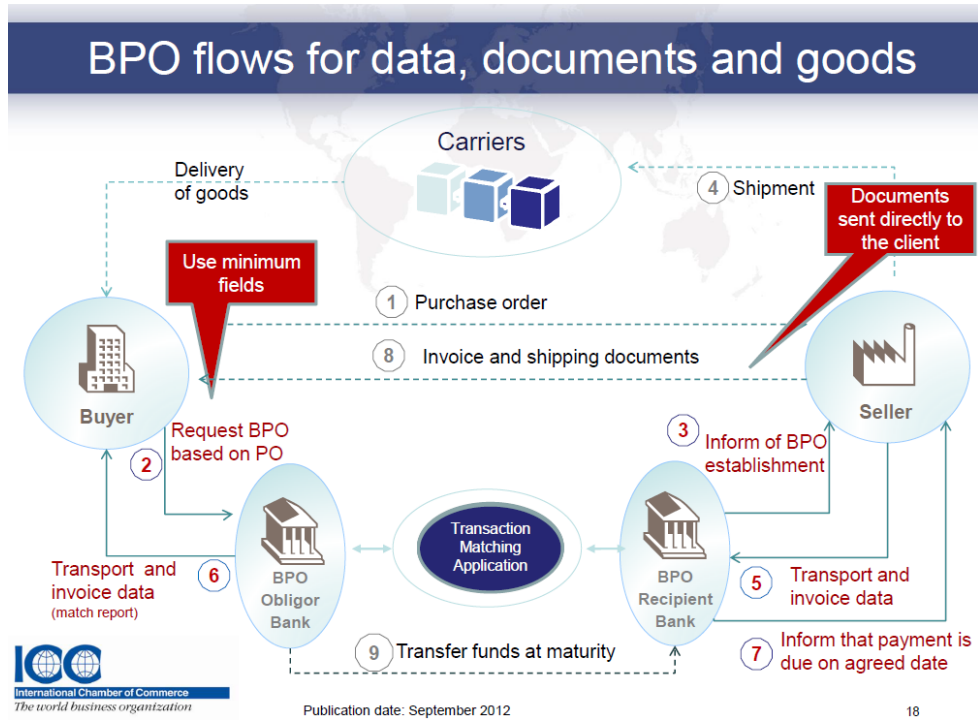 BPO flows for data, documents and goods
Carriers
Delivery
of goods
4 Shipment
Documents
sent directly to
the client
Use minimum
fields
1 Purchase order
8 Invoice and shipping documents
Buyer
Seller
2
Request BPO
based on PO
3
Inform of BPO
establishment
Transaction
Matching
Application
BPO
Obligor
Bank
BPO
Recipient
Bank
6
Transport and
invoice data
(match report)
5
Transport and
invoice data
9 Transfer funds at maturity
7
Inform that payment is
due on agreed date
ICC
International Chamber of Commerce
The world business organization
Publication date: September 2012
18